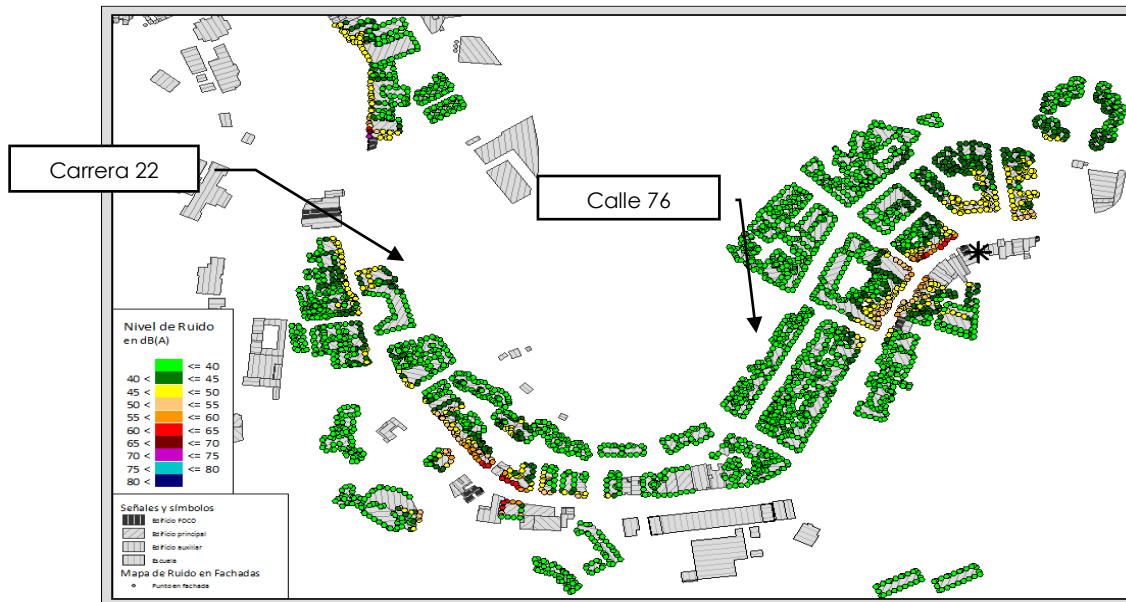 Carrera 22
Calle 76
Nivel de Ruido
en dB(A)
<= 40
40 < <= 45
45 < <= 50
50 < <= 55
55 < <= 60
60 < <= 65
65 < <= 70
70 < <= 75
75 < <= 80
80 <
Señales y símbolos
Edificio FOCO
Edificio principal
Edificio auxiliar
Escuela
Mapa de Ruido en Fachadas
Punto en fachada